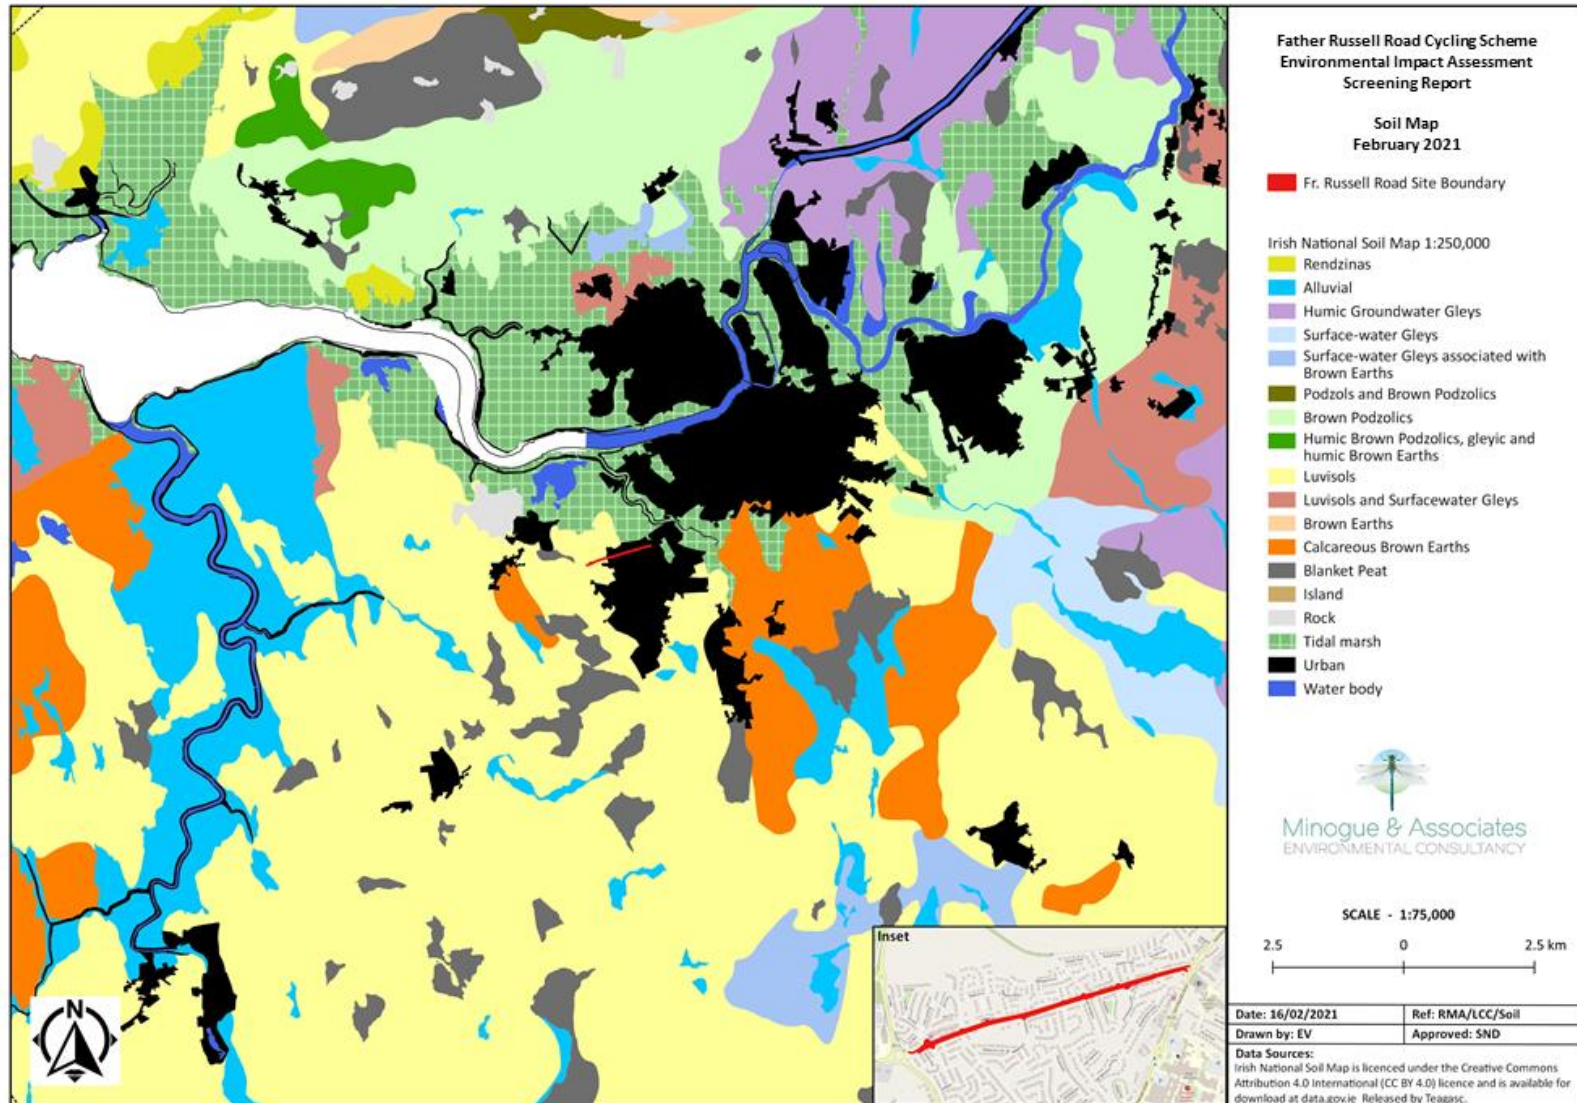 Father Russell Road Cycling Scheme
Environmental Impact Assessment
Screening Report
Soil Map
February 2021
Fr. Russell Road Site Boundary
Irish National Soil Map 1:250,000
Rendzinas
Alluvial
Humic Groundwater Gleys
Surface-water Gleys
Surface-water Gleys associated with
Brown Earths
Podzols and Brown Podzolics
Brown Podzolics
Humic Brown Podzolics, gleyic and
humic Brown Earths
Luvisols
Luvisols and Surfacewater Gleys
Brown Earths
Calcareous Brown Earths
Blanket Peat
Island
Rock
Tidal marsh
Urban
Water body
Minogue & Associates
ENVIRONMENTAL CONSULTANCY
SCALE - 1:75,000
2.5 0 2.5 km
Inset
N
Date: 16/02/2021 Ref: RMA/LCC/Soil
Drawn by: EV Approved: SND
Data Sources:
Irish National Soil Map is licenced under the Creative Commons
Attribution 4.0 International (CC BY 4.0) licence and is available for
download at data.gov.ie Released by Teagasc.